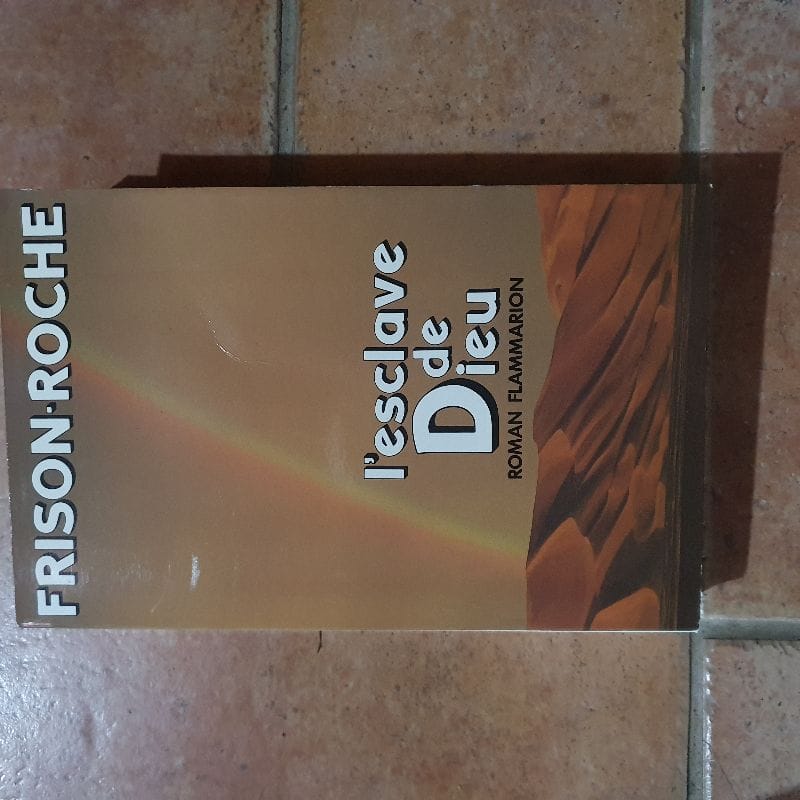 FRISON-ROCHE
l'esclave
de
Dieu
ROMAN FLAMMARION